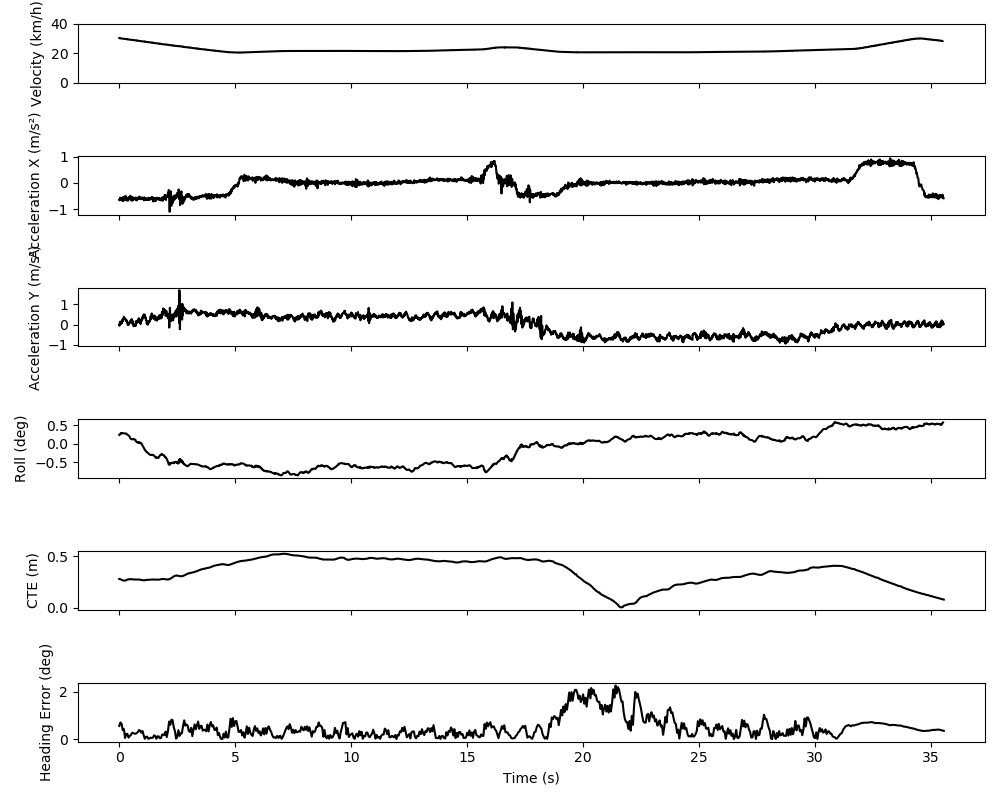 Velocity (km/h)
40
20
0
Acceleration X (m/s²)
1
0
−1
Acceleration Y (m/s²)
1
0
−1
Roll (deg)
0.5
0.0
−0.5
CTE (m)
0.5
0.0
Heading Error (deg)
2
0
0 5 10 15 20 25 30 35
Time (s)